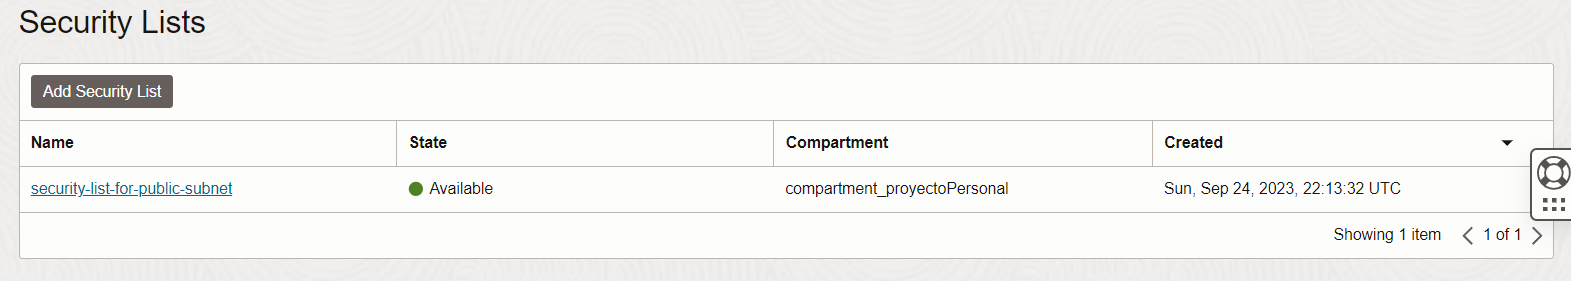 Security Lists
Add Security List
Name State Compartment Created
security-list-for-public-subnet Available compartment_proyectoPersonal Sun, Sep 24, 2023, 22:13:32 UTC
Showing 1 item 1 of 1